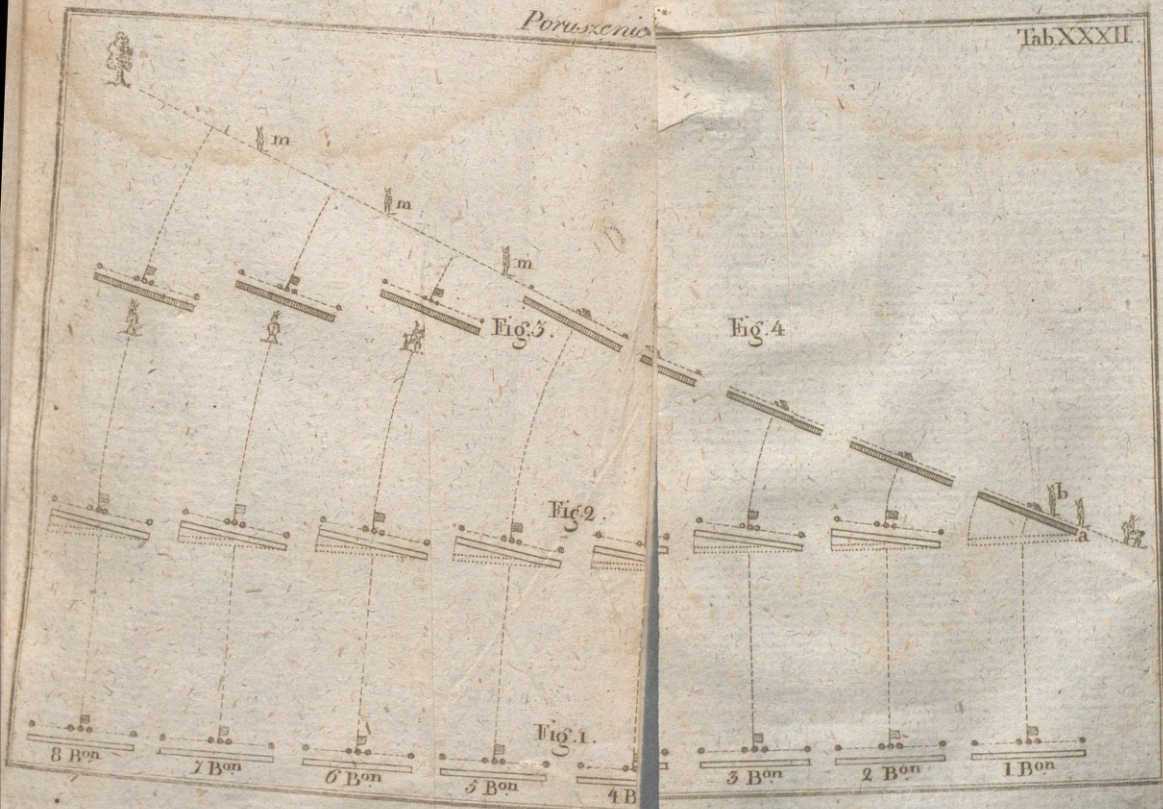 Poruszenie
Tab XXXII.
m
m
m
Fig. 3.
Fig. 4
b
a
Fig. 2
Fig. 1.
8 Bon
7 Bon
6 Bon
5 Bon
4 B
3 Bon
2 Bon
1 Bon